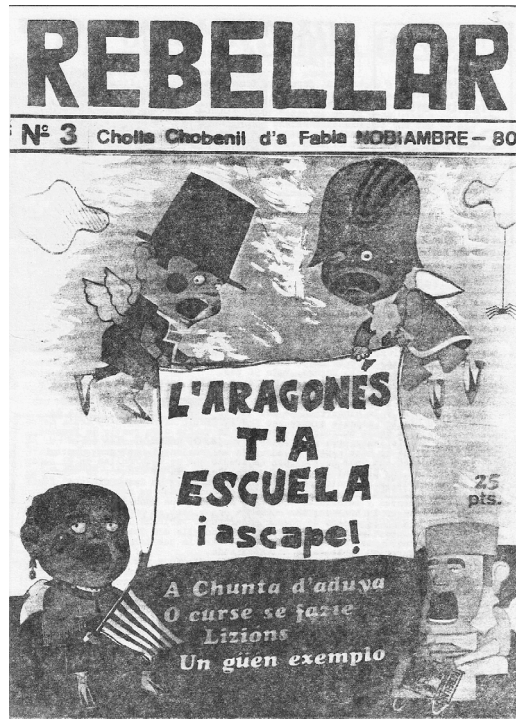 REBELLAR
Nº 3 Cholla Chobenil d'a Fabla NOBIAMBRE - 80
L'ARAGONÉS
T'A
ESCUELA
¡ascape!
25
pts.
A Chunta d'aduya
O curse se fazte
Lizions
Un güen exemplo